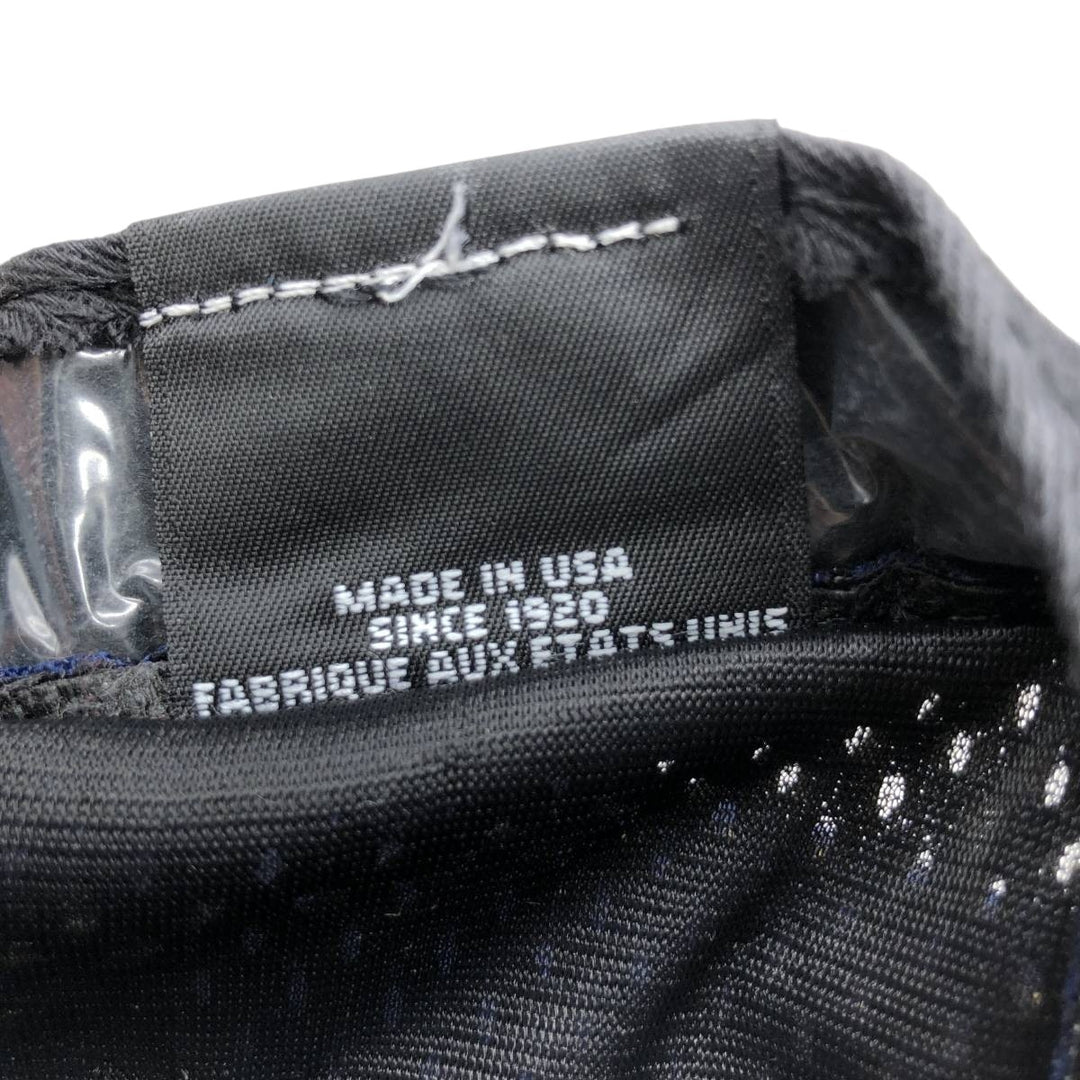 MADE IN USA
SINCE 1920
FABRIQUE AUX ETATS UNIS